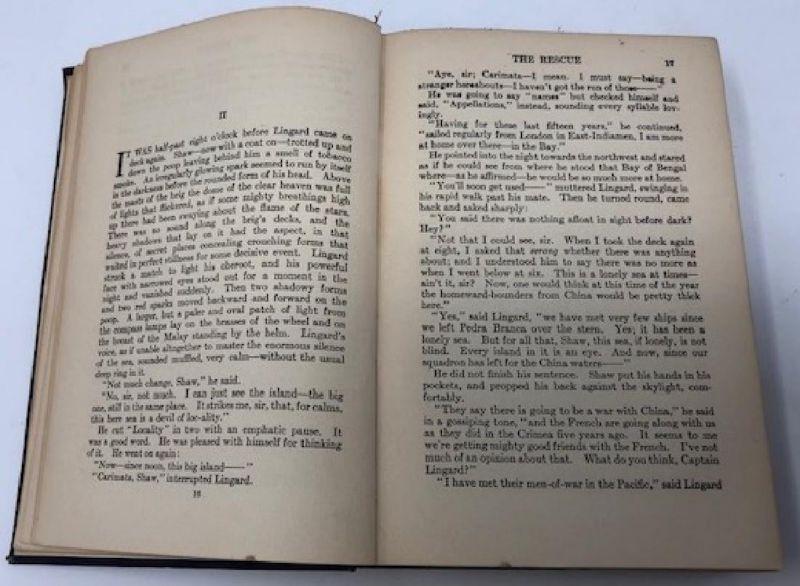 II
IT WAS half-past eight o'clock before Lingard came on
deck again. Shaw—now with a coat on—trotted up and
down the poop leaving behind him a smell of tobacco
smoke. An irregularly glowing spark seemed to run by itself
in the darkness before the rounded form of his head. Above
the masts of the brig the dome of the clear heaven was full
of lights that flickered, as if some mighty breathings high
up there had been swaying about the flame of the stars.
There was no sound along the brig's decks, and the
heavy shadows that lay on it had the aspect, in that
silence, of secret places concealing crouching forms that
waited in perfect stillness for some decisive event. Lingard
struck a match to light his cheroot, and his powerful
face with narrowed eyes stood out for a moment in the
night and vanished suddenly. Then two shadowy forms
and two red sparks moved backward and forward on the
poop. A larger, but a paler and oval patch of light from
the compass lamps lay on the brasses of the wheel and on
the breast of the Malay standing by the helm. Lingard's
voice, as if unable altogether to master the enormous silence
of the sea, sounded muffled, very calm—without the usual
deep ring in it.
"Not much change, Shaw," he said.
"No, sir, not much. I can just see the island—the big
one, still in the same place. It strikes me, sir, that, for calms,
this here sea is a devil of loc-ality."
He cut "Locality" in two with an emphatic pause. It
was a good word. He was pleased with himself for thinking
of it. He went on again:
"Now—since noon, this big island——"
"Carimata, Shaw," interrupted Lingard.
16
THE RESCUE 17
"Aye, sir; Carimata—I mean. I must say—being a
stranger hereabouts—I haven't got the run of those——"
He was going to say "names" but checked himself and
said, "Appellations," instead, sounding every syllable lov-
ingly.
"Having for these last fifteen years," he continued,
"sailed regularly from London in East-Indiamen, I am more
at home over there—in the Bay."
He pointed into the night towards the northwest and stared
as if he could see from where he stood that Bay of Bengal
where—as he affirmed—he would be so much more at home.
"You'll soon get used——" muttered Lingard, swinging in
his rapid walk past his mate. Then he turned round, came
back and asked sharply:
"You said there was nothing afloat in sight before dark?
Hey?"
"Not that I could see, sir. When I took the deck again
at eight, I asked that serang whether there was anything
about; and I understood him to say there was no more as
when I went below at six. This is a lonely sea at times—
ain't it, sir? Now, one would think at this time of the year
the homeward-bounders from China would be pretty thick
here."
"Yes," said Lingard, "we have met very few ships since
we left Pedra Branca over the stern. Yes; it has been a
lonely sea. But for all that, Shaw, this sea, if lonely, is not
blind. Every island in it is an eye. And now, since our
squadron has left for the China waters——"
He did not finish his sentence. Shaw put his hands in his
pockets, and propped his back against the skylight, com-
fortably.
"They say there is going to be a war with China," he said
in a gossiping tone, "and the French are going along with us
as they did in the Crimea five years ago. It seems to me
we're getting mighty good friends with the French. I've not
much of an opinion about that. What do you think, Captain
Lingard?"
"I have met their men-of-war in the Pacific," said Lingard